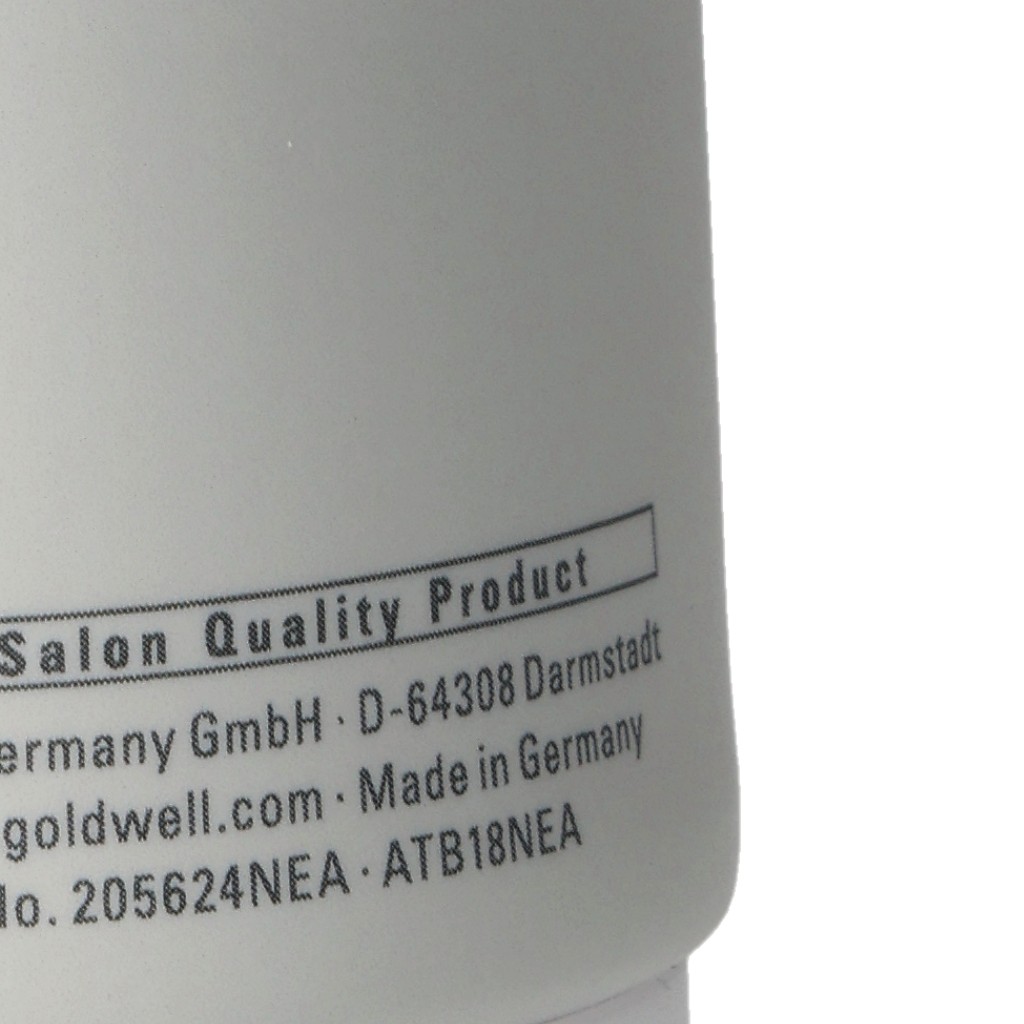 Salon Quality Product
ermany GmbH · D-64308 Darmstadt
goldwell.com · Made in Germany
lo. 205624NEA · ATB18NEA